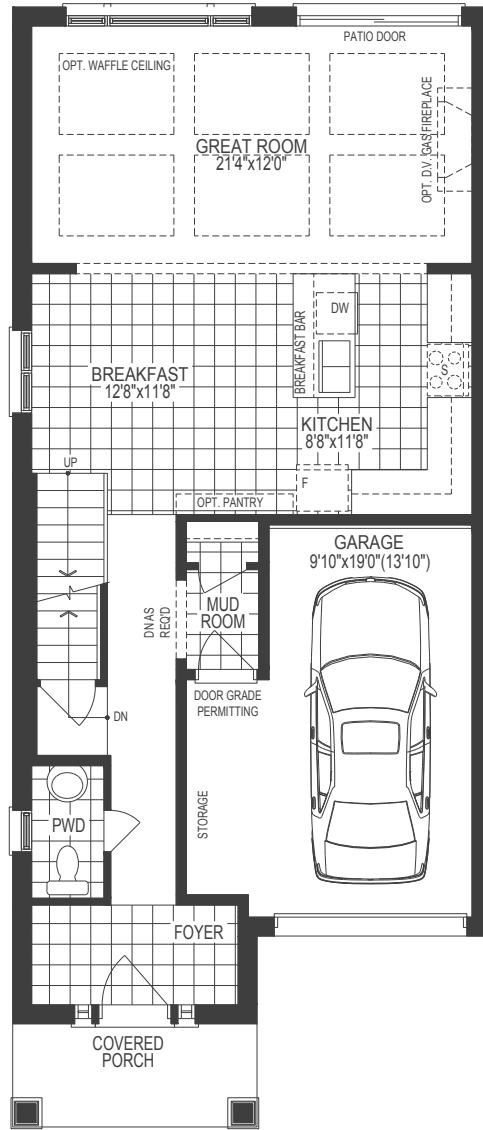 PATIO DOOR
OPT. WAFFLE CEILING
OPT. D.V. GAS FIREPLACE
GREAT ROOM
21'4"x12'0"
DW
BREAKFAST BAR
BREAKFAST
12'8"x11'8"
S
KITCHEN
8'8"x11'8"
UP
F
OPT. PANTRY
GARAGE
9'10"x19'0"(13'10")
MUD
ROOM
DN AS
REQ'D
DOOR GRADE
PERMITTING
DN
STORAGE
PWD
FOYER
COVERED
PORCH